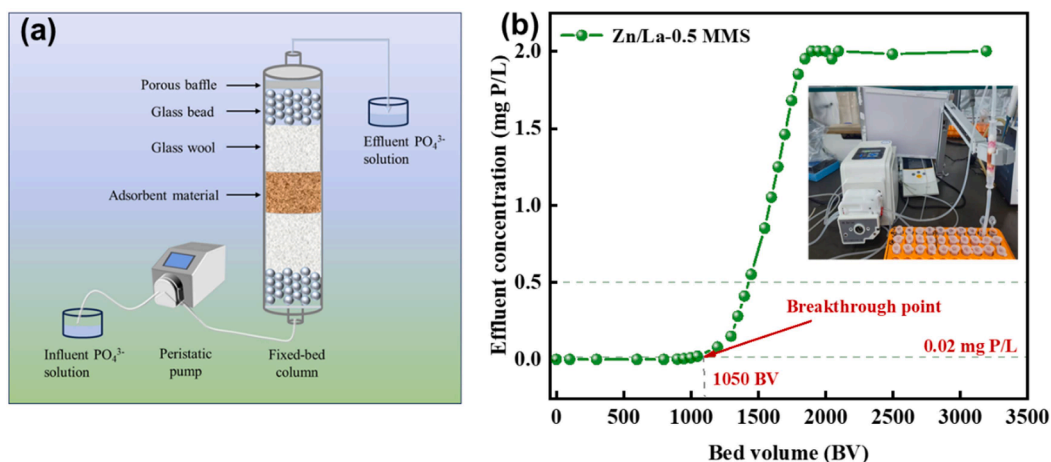 (a)
Porous baffle
Glass bead
Glass wool
Adsorbent material
Effluent PO₄³⁻
solution
Influent PO₄³⁻
solution
Peristatic
pump
Fixed-bed
column
(b)
Zn/La-0.5 MMS
Effluent concentration (mg P/L)
2.0
1.5
1.0
0.5
0.0
Breakthrough point
0.02 mg P/L
1050 BV
0
500
1000
1500
2000
2500
3000
3500
Bed volume (BV)